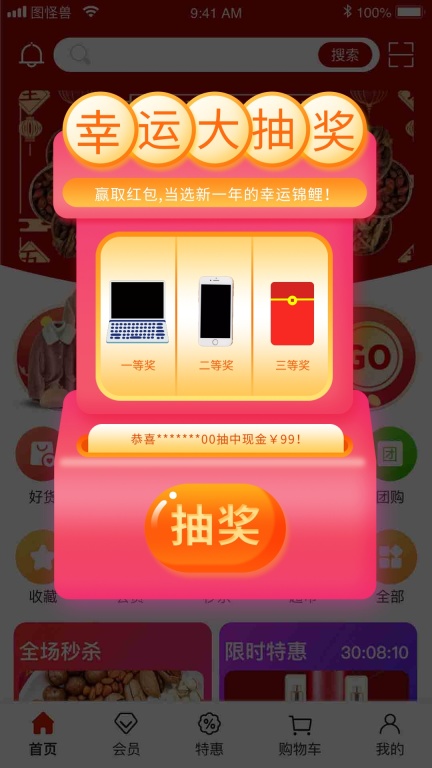 图怪兽
9:41 AM
100%
搜索
幸运大抽奖
赢取红包,当选新一年的幸运锦鲤!
一等奖 二等奖 三等奖
GO
恭喜*******00抽中现金￥99!
抽奖
好货
团购
收藏
全部
全场秒杀
限时特惠 30:08:10
首页 会员 特惠 购物车 我的